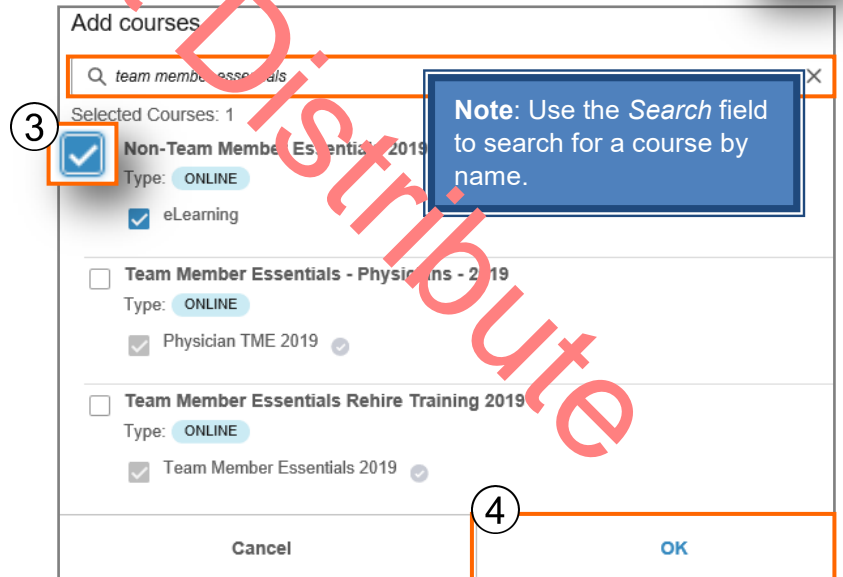 Distribute
Add courses
team member essentials
Selected Courses: 1
Note: Use the Search field
to search for a course by
name.
3
Non-Team Member Essentials 2019
Type: ONLINE
eLearning
Team Member Essentials - Physicians - 2019
Type: ONLINE
Physician TME 2019
Team Member Essentials Rehire Training 2019
Type: ONLINE
Team Member Essentials 2019
4
Cancel
OK